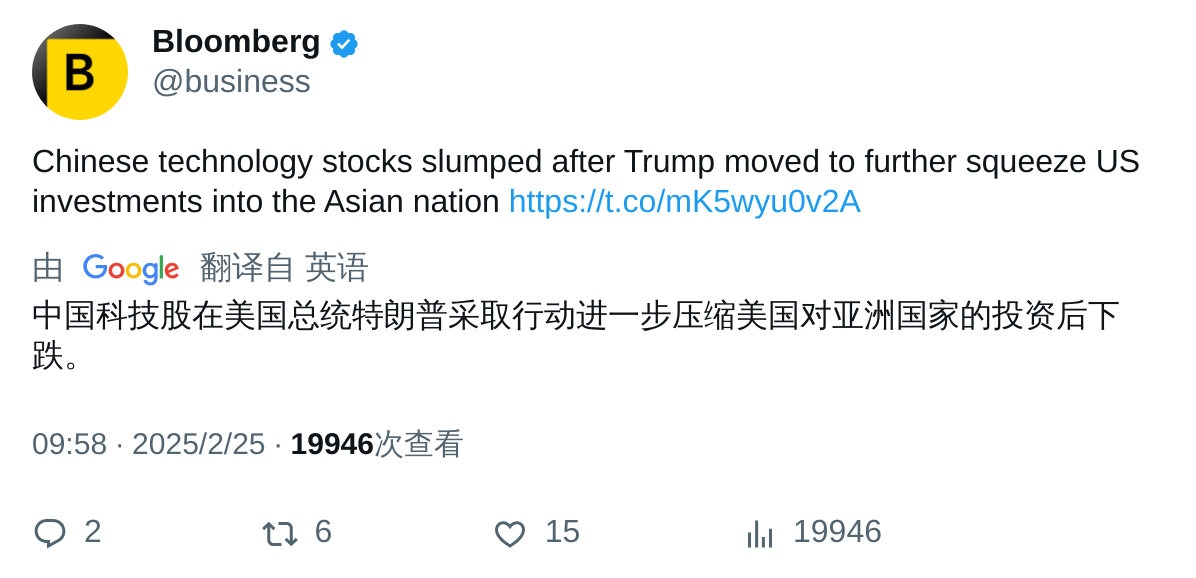 B
Bloomberg
@business
Chinese technology stocks slumped after Trump moved to further squeeze US
investments into the Asian nation https://t.co/mK5wyu0v2A
由 Google 翻译自 英语
中国科技股在美国总统特朗普采取行动进一步压缩美国对亚洲国家的投资后下
跌。
09:58 · 2025/2/25 · 19946次查看
2 6 15 19946